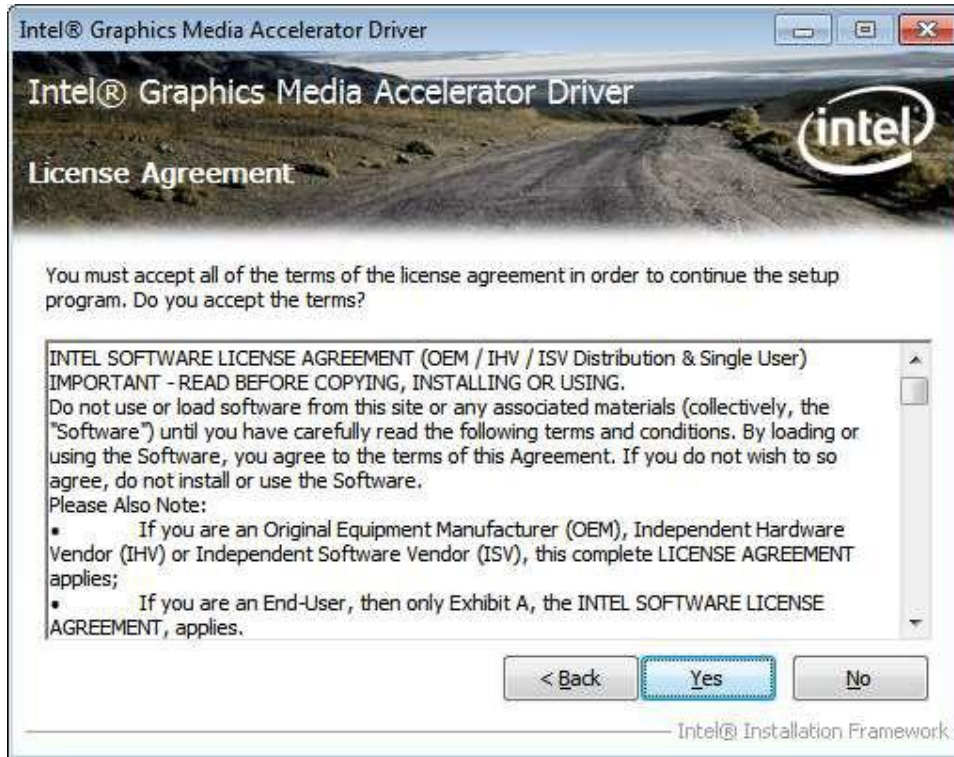 Intel® Graphics Media Accelerator Driver
Intel® Graphics Media Accelerator Driver
intel
License Agreement
You must accept all of the terms of the license agreement in order to continue the setup
program. Do you accept the terms?
INTEL SOFTWARE LICENSE AGREEMENT (OEM / IHV / ISV Distribution & Single User)
IMPORTANT - READ BEFORE COPYING, INSTALLING OR USING.
Do not use or load software from this site or any associated materials (collectively, the
"Software") until you have carefully read the following terms and conditions. By loading or
using the Software, you agree to the terms of this Agreement. If you do not wish to so
agree, do not install or use the Software.
Please Also Note:
• If you are an Original Equipment Manufacturer (OEM), Independent Hardware
Vendor (IHV) or Independent Software Vendor (ISV), this complete LICENSE AGREEMENT
applies;
• If you are an End-User, then only Exhibit A, the INTEL SOFTWARE LICENSE
AGREEMENT, applies.
< Back Yes No
Intel® Installation Framework